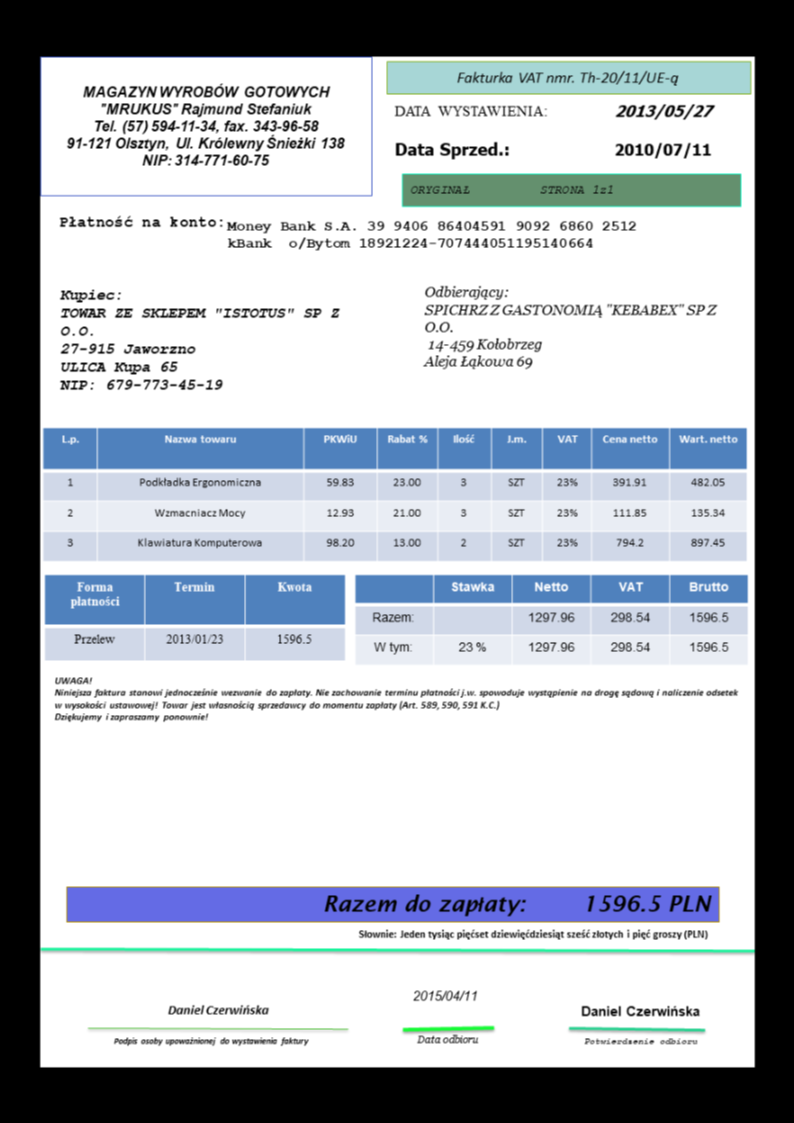 MAGAZYN WYROBÓW GOTOWYCH
"MRUKUS" Rajmund Stefaniuk
Tel. (57) 594-11-34, fax. 343-96-58
91-121 Olsztyn, Ul. Królewny Śnieżki 138
NIP: 314-771-60-75
Fakturka VAT nmr. Th-20/11/UE-q
DATA WYSTAWIENIA: 2013/05/27
Data Sprzed.: 2010/07/11
ORYGINAŁ STRONA 1z1
Płatność na konto: Money Bank S.A. 39 9406 86404591 9092 6860 2512
kBank o/Bytom 18921224-707444051195140664
Kupiec:
TOWAR ZE SKLEPEM "ISTOTUS" SP Z
O.O.
27-915 Jaworzno
ULICA Kupa 65
NIP: 679-773-45-19
Odbierający:
SPICHRZ Z GASTONOMIĄ "KEBABEX" SP Z
O.O.
14-459 Kołobrzeg
Aleja Łąkowa 69
L.p. Nazwa towaru PKWiU Rabat % Ilość J.m. VAT Cena netto Wart. netto
1 Podkładka Ergonomiczna 59.83 23.00 3 SZT 23% 391.91 482.05
2 Wzmacniacz Mocy 12.93 21.00 3 SZT 23% 111.85 135.34
3 Klawiatura Komputerowa 98.20 13.00 2 SZT 23% 794.2 897.45
Forma płatności Termin Kwota
Przelew 2013/01/23 1596.5
Stawka Netto VAT Brutto
Razem: 1297.96 298.54 1596.5
W tym: 23 % 1297.96 298.54 1596.5
UWAGA!
Niniejsza faktura stanowi jednocześnie wezwanie do zapłaty. Nie zachowanie terminu płatności j.w. spowoduje wystąpienie na drogę sądową i naliczenie odsetek
w wysokości ustawowej! Towar jest własnością sprzedawcy do momentu zapłaty (Art. 589, 590, 591 K.C.)
Dziękujemy i zapraszamy ponownie!
Razem do zapłaty: 1596.5 PLN
Słownie: Jeden tysiąc pięćset dziewięćdziesiąt sześć złotych i pięć groszy (PLN)
Daniel Czerwińska
Podpis osoby upoważnionej do wystawienia faktury
2015/04/11
Data odbioru
Daniel Czerwińska
Potwierdzenie odbioru